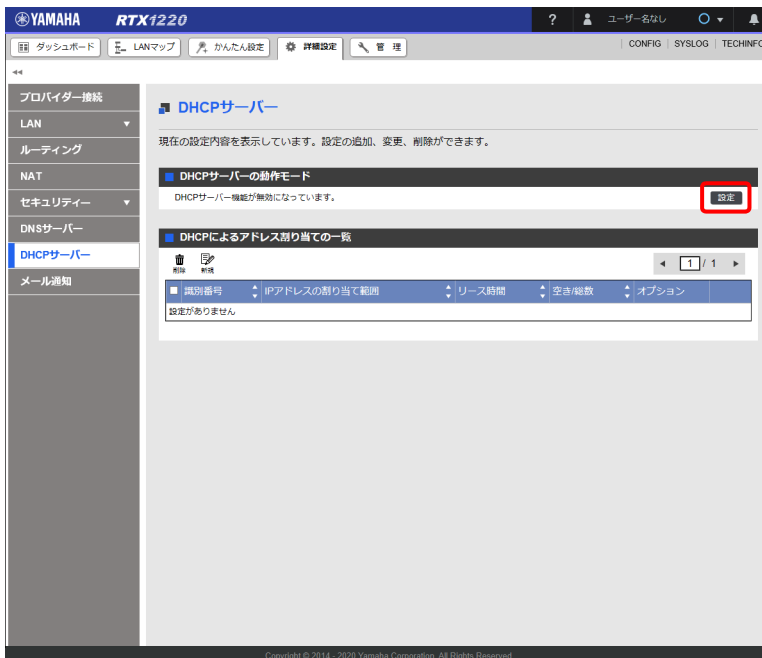 YAMAHA RTX1220 ? ユーザー名なし
ダッシュボード LANマップ かんたん設定 詳細設定 管 理 CONFIG SYSLOG TECHINFO
プロバイダー接続
LAN
ルーティング
NAT
セキュリティー
DNSサーバー
DHCPサーバー
メール通知
DHCPサーバー
現在の設定内容を表示しています。設定の追加、変更、削除ができます。
DHCPサーバーの動作モード
DHCPサーバー機能が無効になっています。 設定
DHCPによるアドレス割り当ての一覧
削除 新規 1 / 1
識別番号 IPアドレスの割り当て範囲 リース時間 空き/総数 オプション
設定がありません
Copyright © 2014 - 2020 Yamaha Corporation. All Rights Reserved.